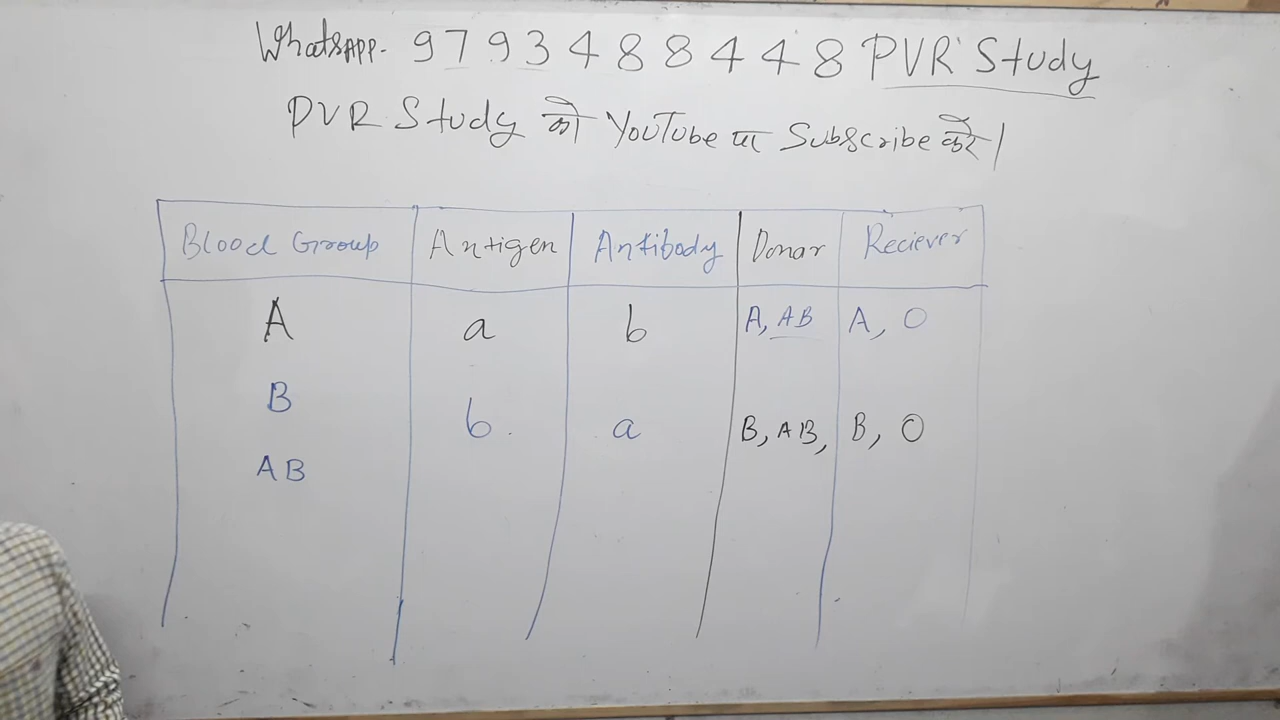 WhatsAPP. 9793488448 PVR Study
PVR Study को YouTube पर Subscribe करे।
Blood Group Antigen Antibody Donar Reciever
A a b A, AB A, O
B b. a B, AB, B, O
AB